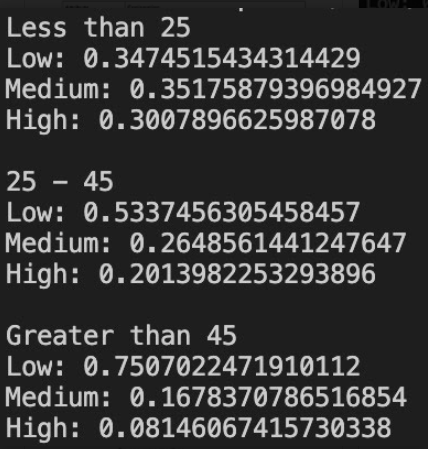 Less than 25
Low: 0.3474515434314429
Medium: 0.35175879396984927
High: 0.3007896625987078
25 - 45
Low: 0.5337456305458457
Medium: 0.2648561441247647
High: 0.2013982253293896
Greater than 45
Low: 0.7507022471910112
Medium: 0.1678370786516854
High: 0.08146067415730338